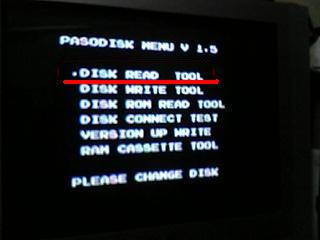 PASODISK MENU V 1.5
.DISK READ TOOL
DISK WRITE TOOL
DISK ROM READ TOOL
DISK CONNECT TEST
VERSION UP WRITE
RAM CASSETTE TOOL
PLEASE CHANGE DISK